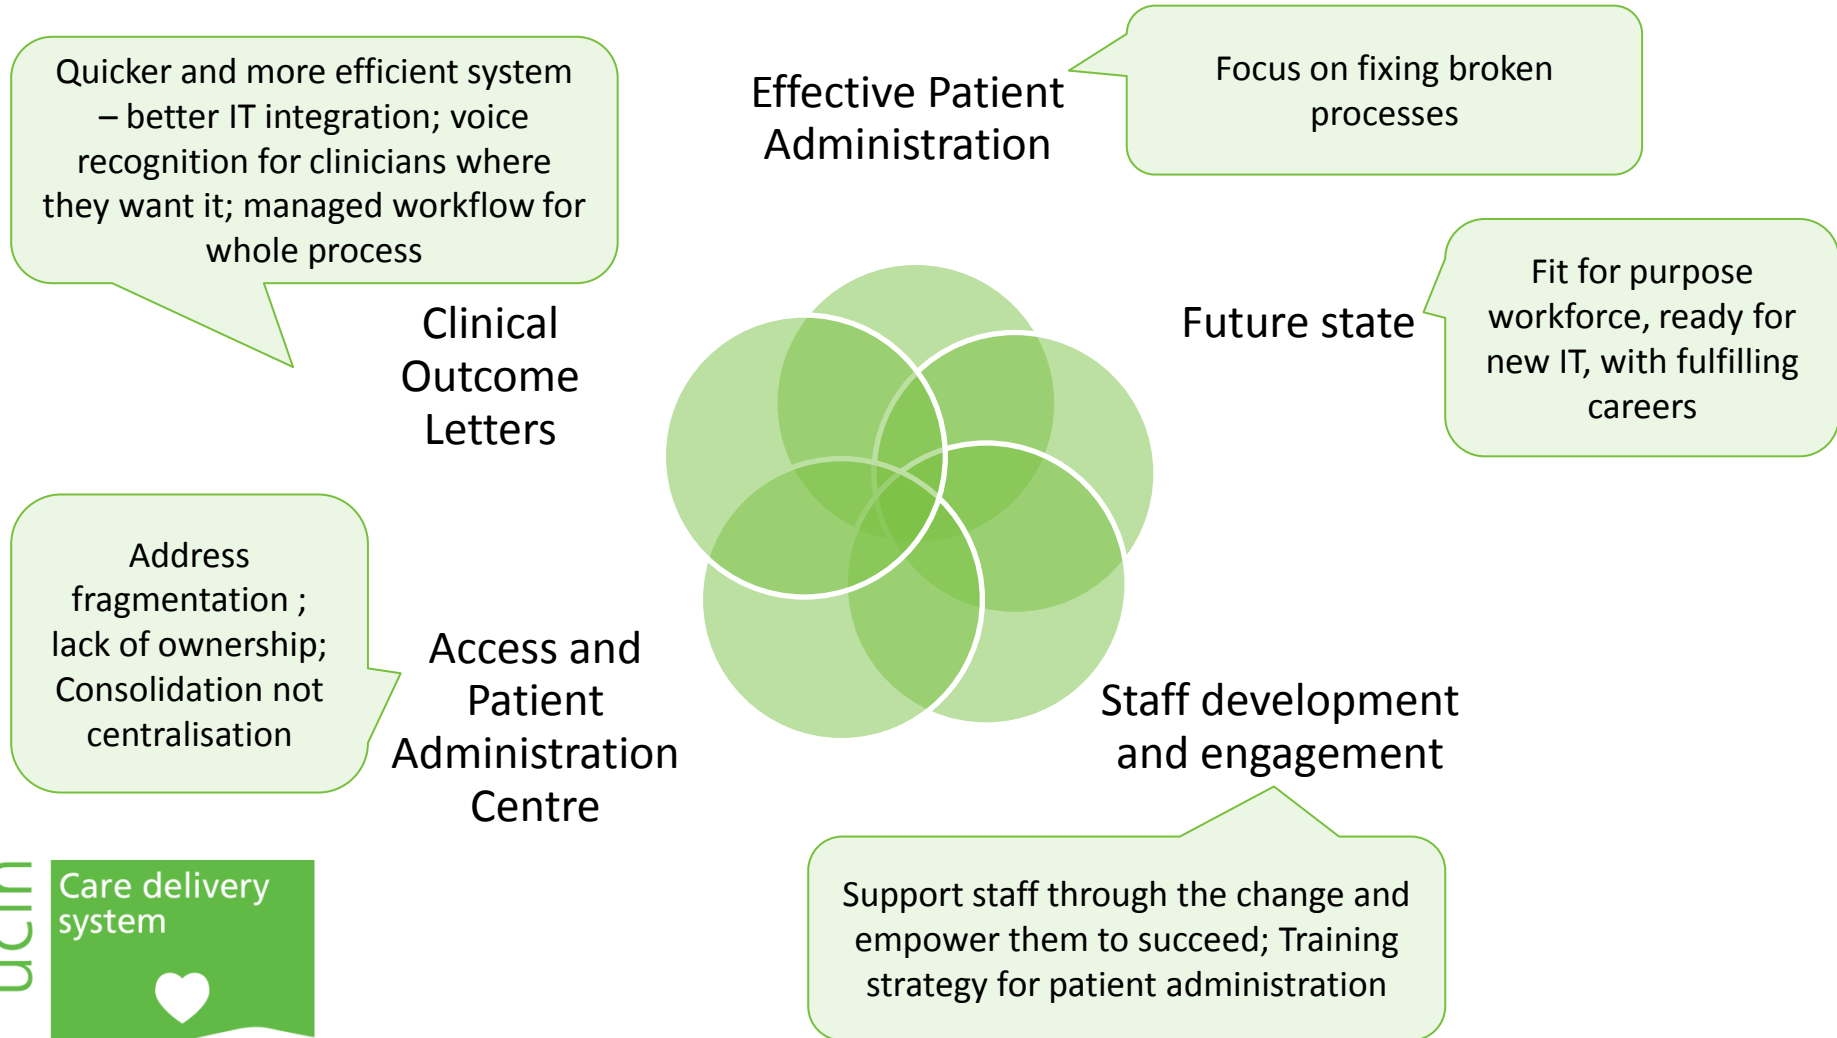 Quicker and more efficient system
– better IT integration; voice
recognition for clinicians where
they want it; managed workflow for
whole process
Effective Patient
Administration
Focus on fixing broken
processes
Clinical
Outcome
Letters
Future state
Fit for purpose
workforce, ready for
new IT, with fulfilling
careers
Address
fragmentation ;
lack of ownership;
Consolidation not
centralisation
Access and
Patient
Administration
Centre
Staff development
and engagement
Support staff through the change and
empower them to succeed; Training
strategy for patient administration
uclh
Care delivery
system